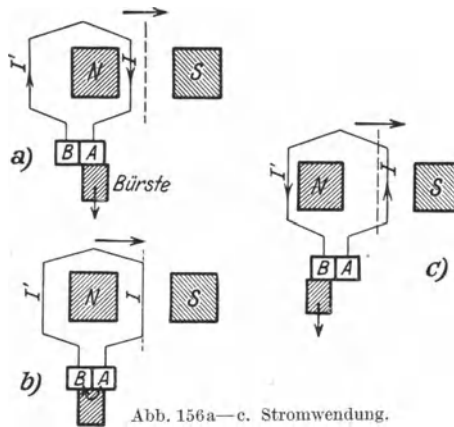 I' N I S
a) B A
Bürste
I' N I S
b) B A
I' N I S
B A c)
Abb. 156a—c. Stromwendung.